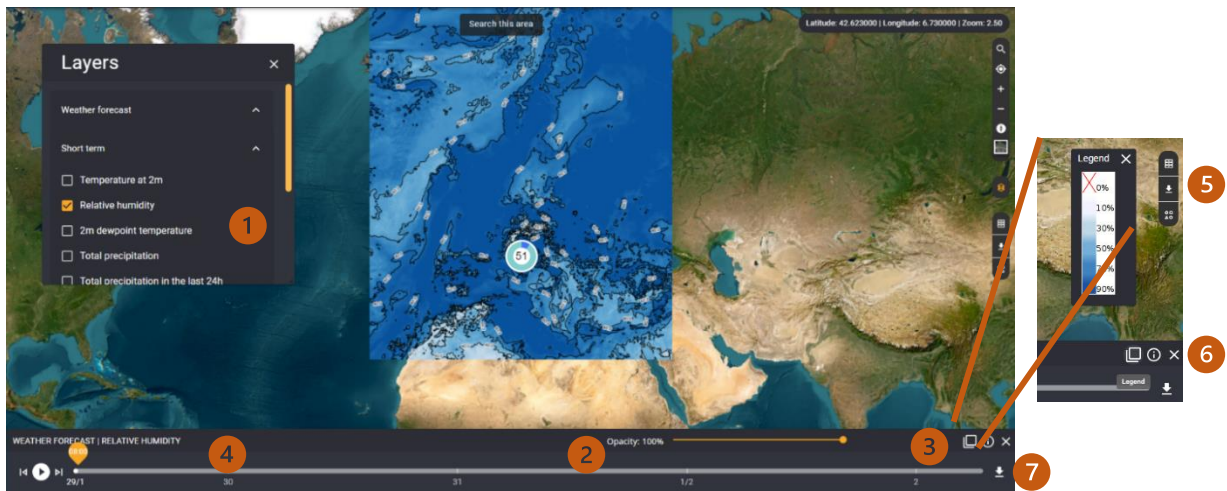 Search this area
Latitude: 42.623000 | Longitude: 6.730000 | Zoom: 2.50
Layers
Weather forecast
Short term
Temperature at 2m
Relative humidity
2m dewpoint temperature
Total precipitation
Total precipitation in the last 24h
1
51
Legend
0%
10%
30%
50%
90%
5
6
Legend
WEATHER FORECAST | RELATIVE HUMIDITY
4
Opacity: 100%
2
3
7
29/1
30
31
1/2
2